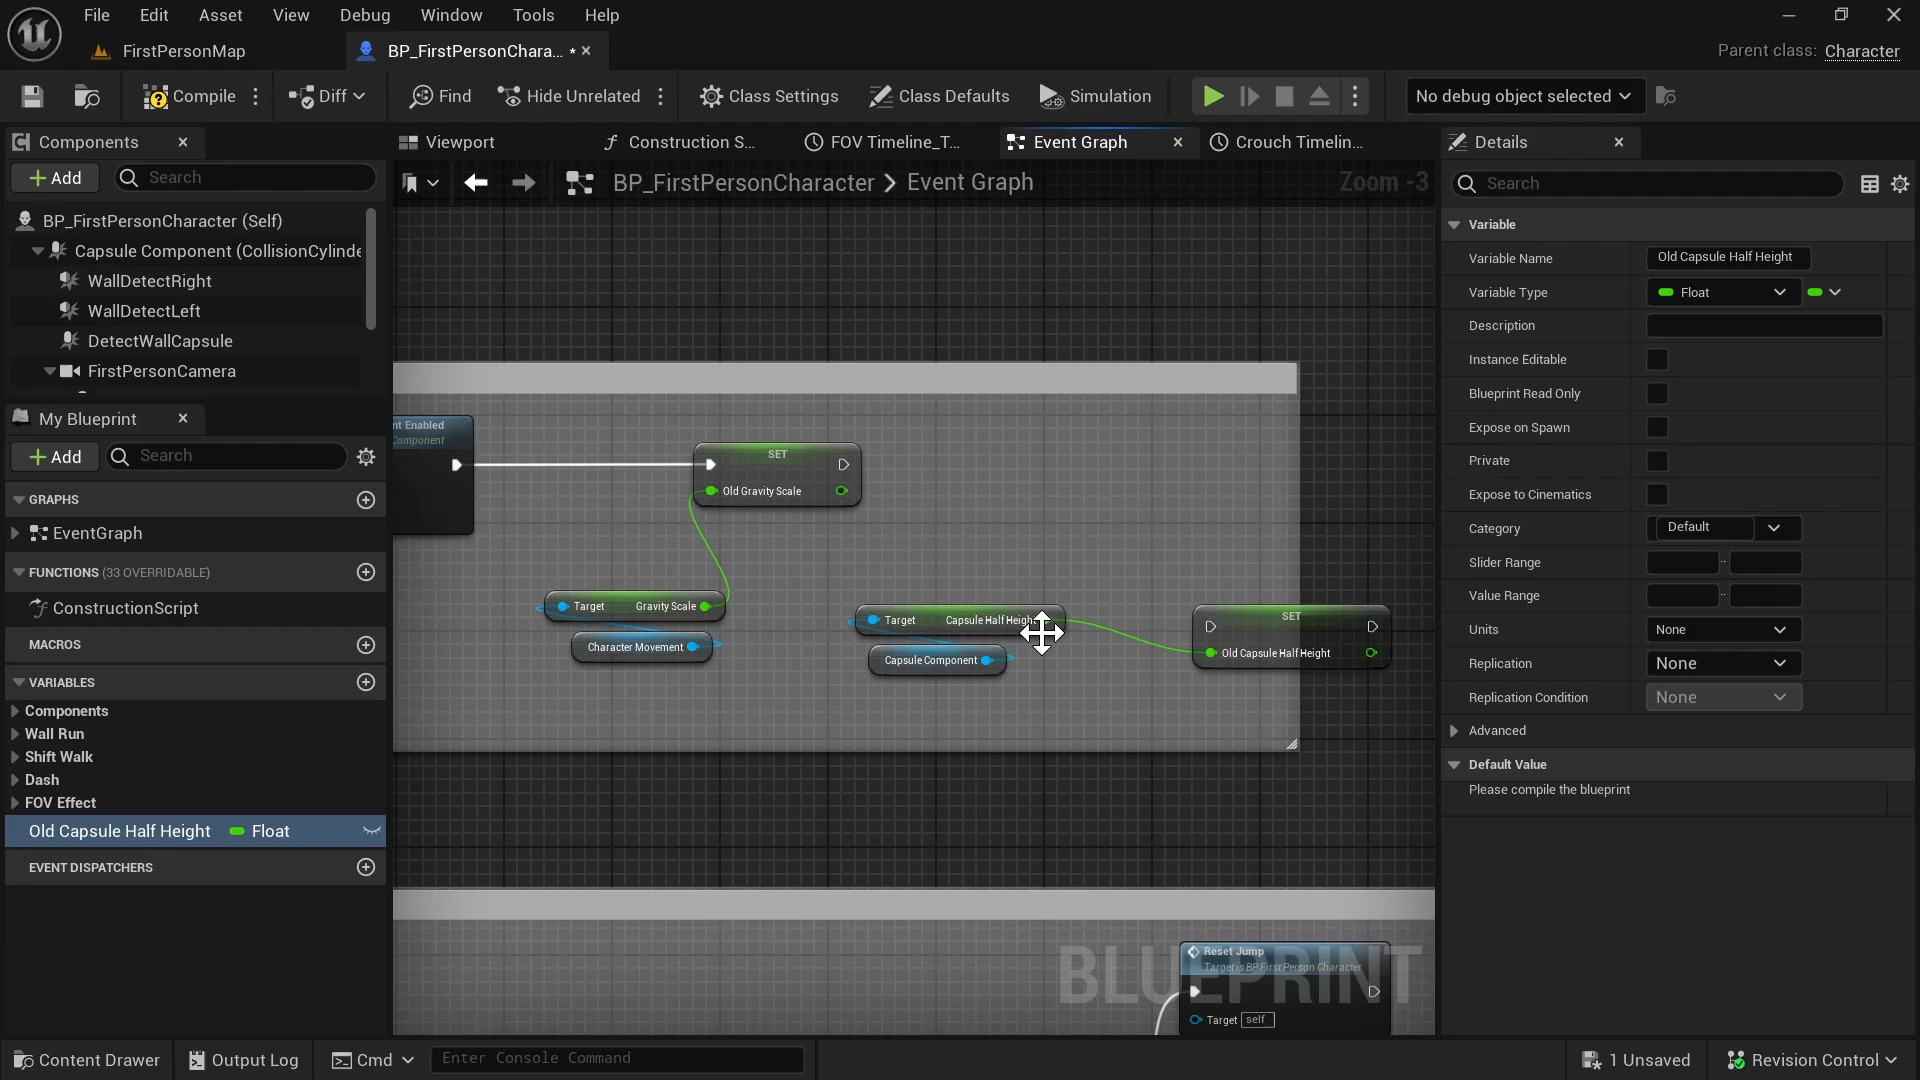 File Edit Asset View Debug Window Tools Help
FirstPersonMap
BP_FirstPersonChara... *
Parent class: Character
Compile
Diff
Find
Hide Unrelated
Class Settings
Class Defaults
Simulation
No debug object selected
Components
Add
Search
BP_FirstPersonCharacter (Self)
Capsule Component (CollisionCylinde
WallDetectRight
WallDetectLeft
DetectWallCapsule
FirstPersonCamera
My Blueprint
Add
Search
GRAPHS
EventGraph
FUNCTIONS (33 OVERRIDABLE)
ConstructionScript
MACROS
VARIABLES
Components
Wall Run
Shift Walk
Dash
FOV Effect
Old Capsule Half Height Float
EVENT DISPATCHERS
Viewport
Construction S...
FOV Timeline_T...
Event Graph
Crouch Timelin...
BP_FirstPersonCharacter > Event Graph
Zoom -3
nt Enabled
Component
SET
Old Gravity Scale
Target Gravity Scale
Character Movement
Target Capsule Half Heigh
Capsule Component
SET
Old Capsule Half Height
Reset Jump
Target is BP First Person Character
Target self
BLUEPRINT
Details
Search
Variable
Variable Name Old Capsule Half Height
Variable Type Float
Description
Instance Editable
Blueprint Read Only
Expose on Spawn
Private
Expose to Cinematics
Category Default
Slider Range ..
Value Range ..
Units None
Replication None
Replication Condition None
Advanced
Default Value
Please compile the blueprint
Content Drawer
Output Log
Cmd
Enter Console Command
1 Unsaved
Revision Control